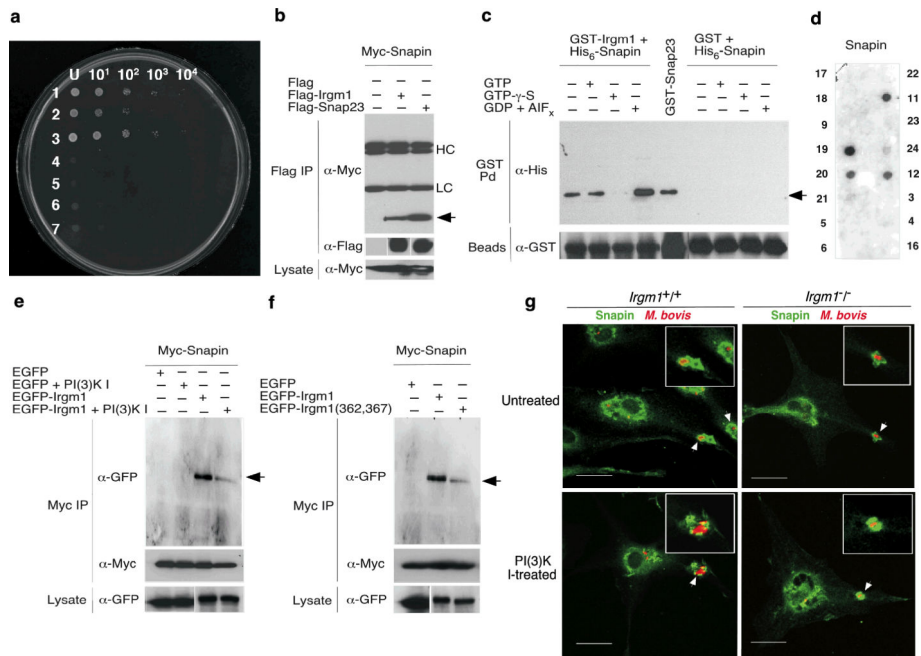 a
U 10¹ 10² 10³ 10⁴
1
2
3
4
5
6
7
b
Myc-Snapin
Flag – – –
Flag-Irgm1 – + –
Flag-Snap23 – – +
Flag IP
α-Myc
HC
LC
α-Flag
Lysate α-Myc
c
GST-Irgm1 +
His₆-Snapin
GST-Snap23
GST +
His₆-Snapin
GTP – + – – – + – –
GTP-γ-S – – + – – – + –
GDP + AlFₓ – – – + – – – +
GST
Pd
α-His
Beads α-GST
d
Snapin
17 22
18 11
9 23
19 24
20 12
21 3
5 4
6 16
e
Myc-Snapin
EGFP + – – –
EGFP + PI(3)K I – + – –
EGFP-Irgm1 – – + –
EGFP-Irgm1 + PI(3)K I – – – +
Myc IP
α-GFP
α-Myc
Lysate α-GFP
f
Myc-Snapin
EGFP + – –
EGFP-Irgm1 – + –
EGFP-Irgm1(362,367) – – +
Myc IP
α-GFP
α-Myc
Lysate α-GFP
g
Irgm1⁺/⁺ Irgm1⁻/⁻
Snapin M. bovis Snapin M. bovis
Untreated
PI(3)K
I-treated